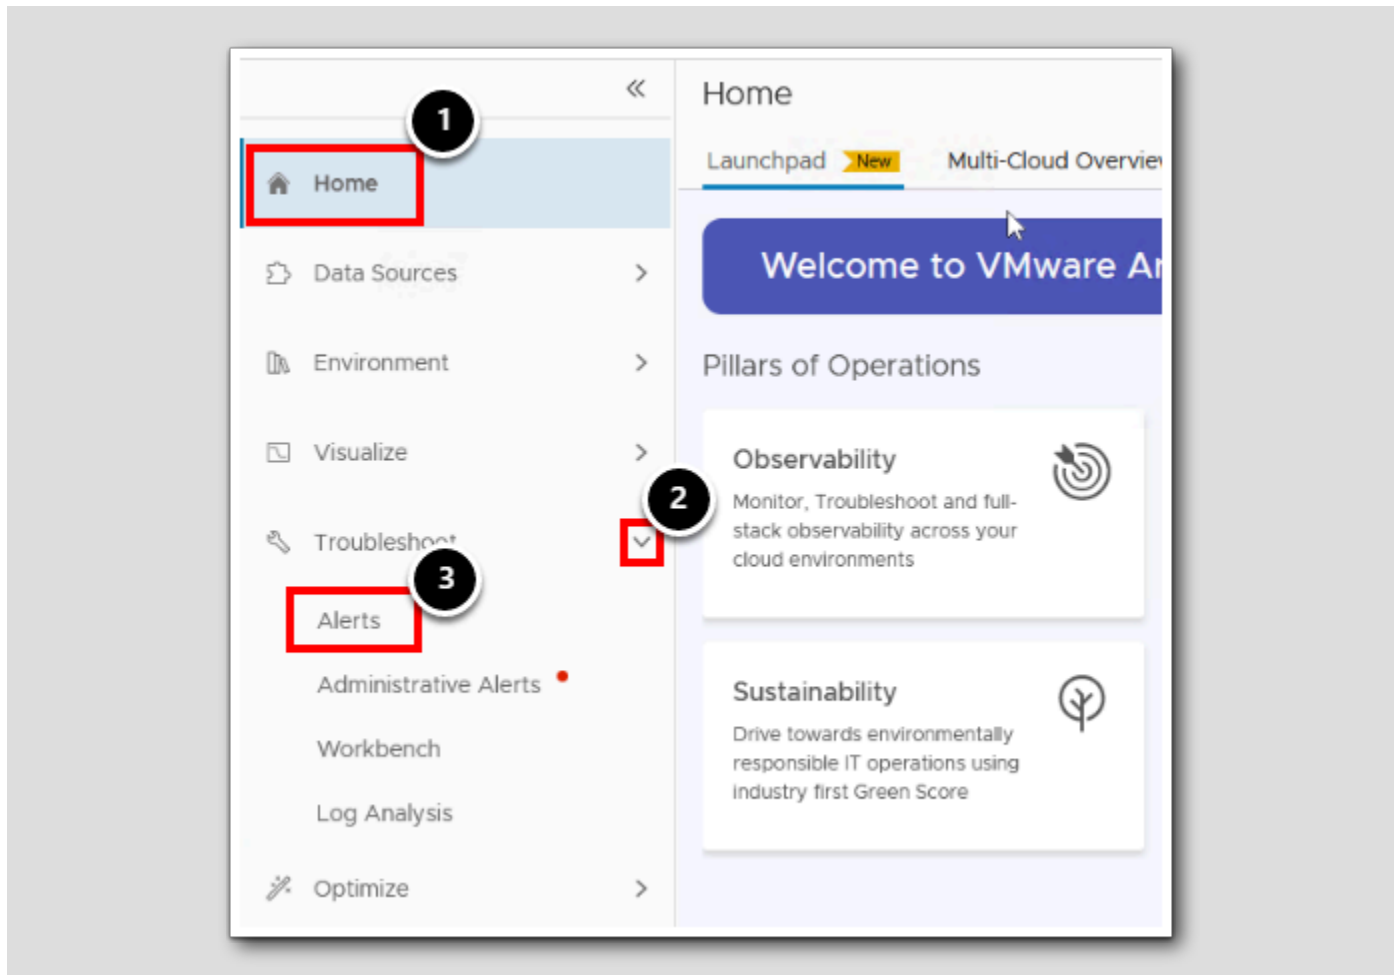 Home
Data Sources
Environment
Visualize
Troubleshoot
Alerts
Administrative Alerts
Workbench
Log Analysis
Optimize
1
2
3
Home
Launchpad New Multi-Cloud Overvie
Welcome to VMware Ar
Pillars of Operations
Observability
Monitor, Troubleshoot and full-
stack observability across your
cloud environments
Sustainability
Drive towards environmentally
responsible IT operations using
industry first Green Score